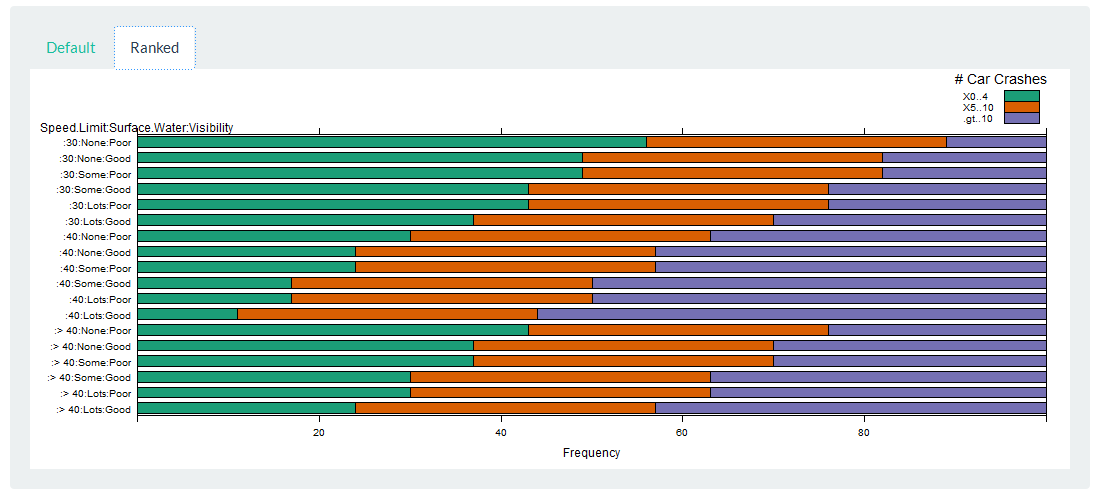 Default Ranked
# Car Crashes
X0..4
X5..10
.gt..10
Speed.Limit:Surface.Water:Visibility
:30:None:Poor
:30:None:Good
:30:Some:Poor
:30:Some:Good
:30:Lots:Poor
:30:Lots:Good
:40:None:Poor
:40:None:Good
:40:Some:Poor
:40:Some:Good
:40:Lots:Poor
:40:Lots:Good
:> 40:None:Poor
:> 40:None:Good
:> 40:Some:Poor
:> 40:Some:Good
:> 40:Lots:Poor
:> 40:Lots:Good
20 40 60 80
Frequency